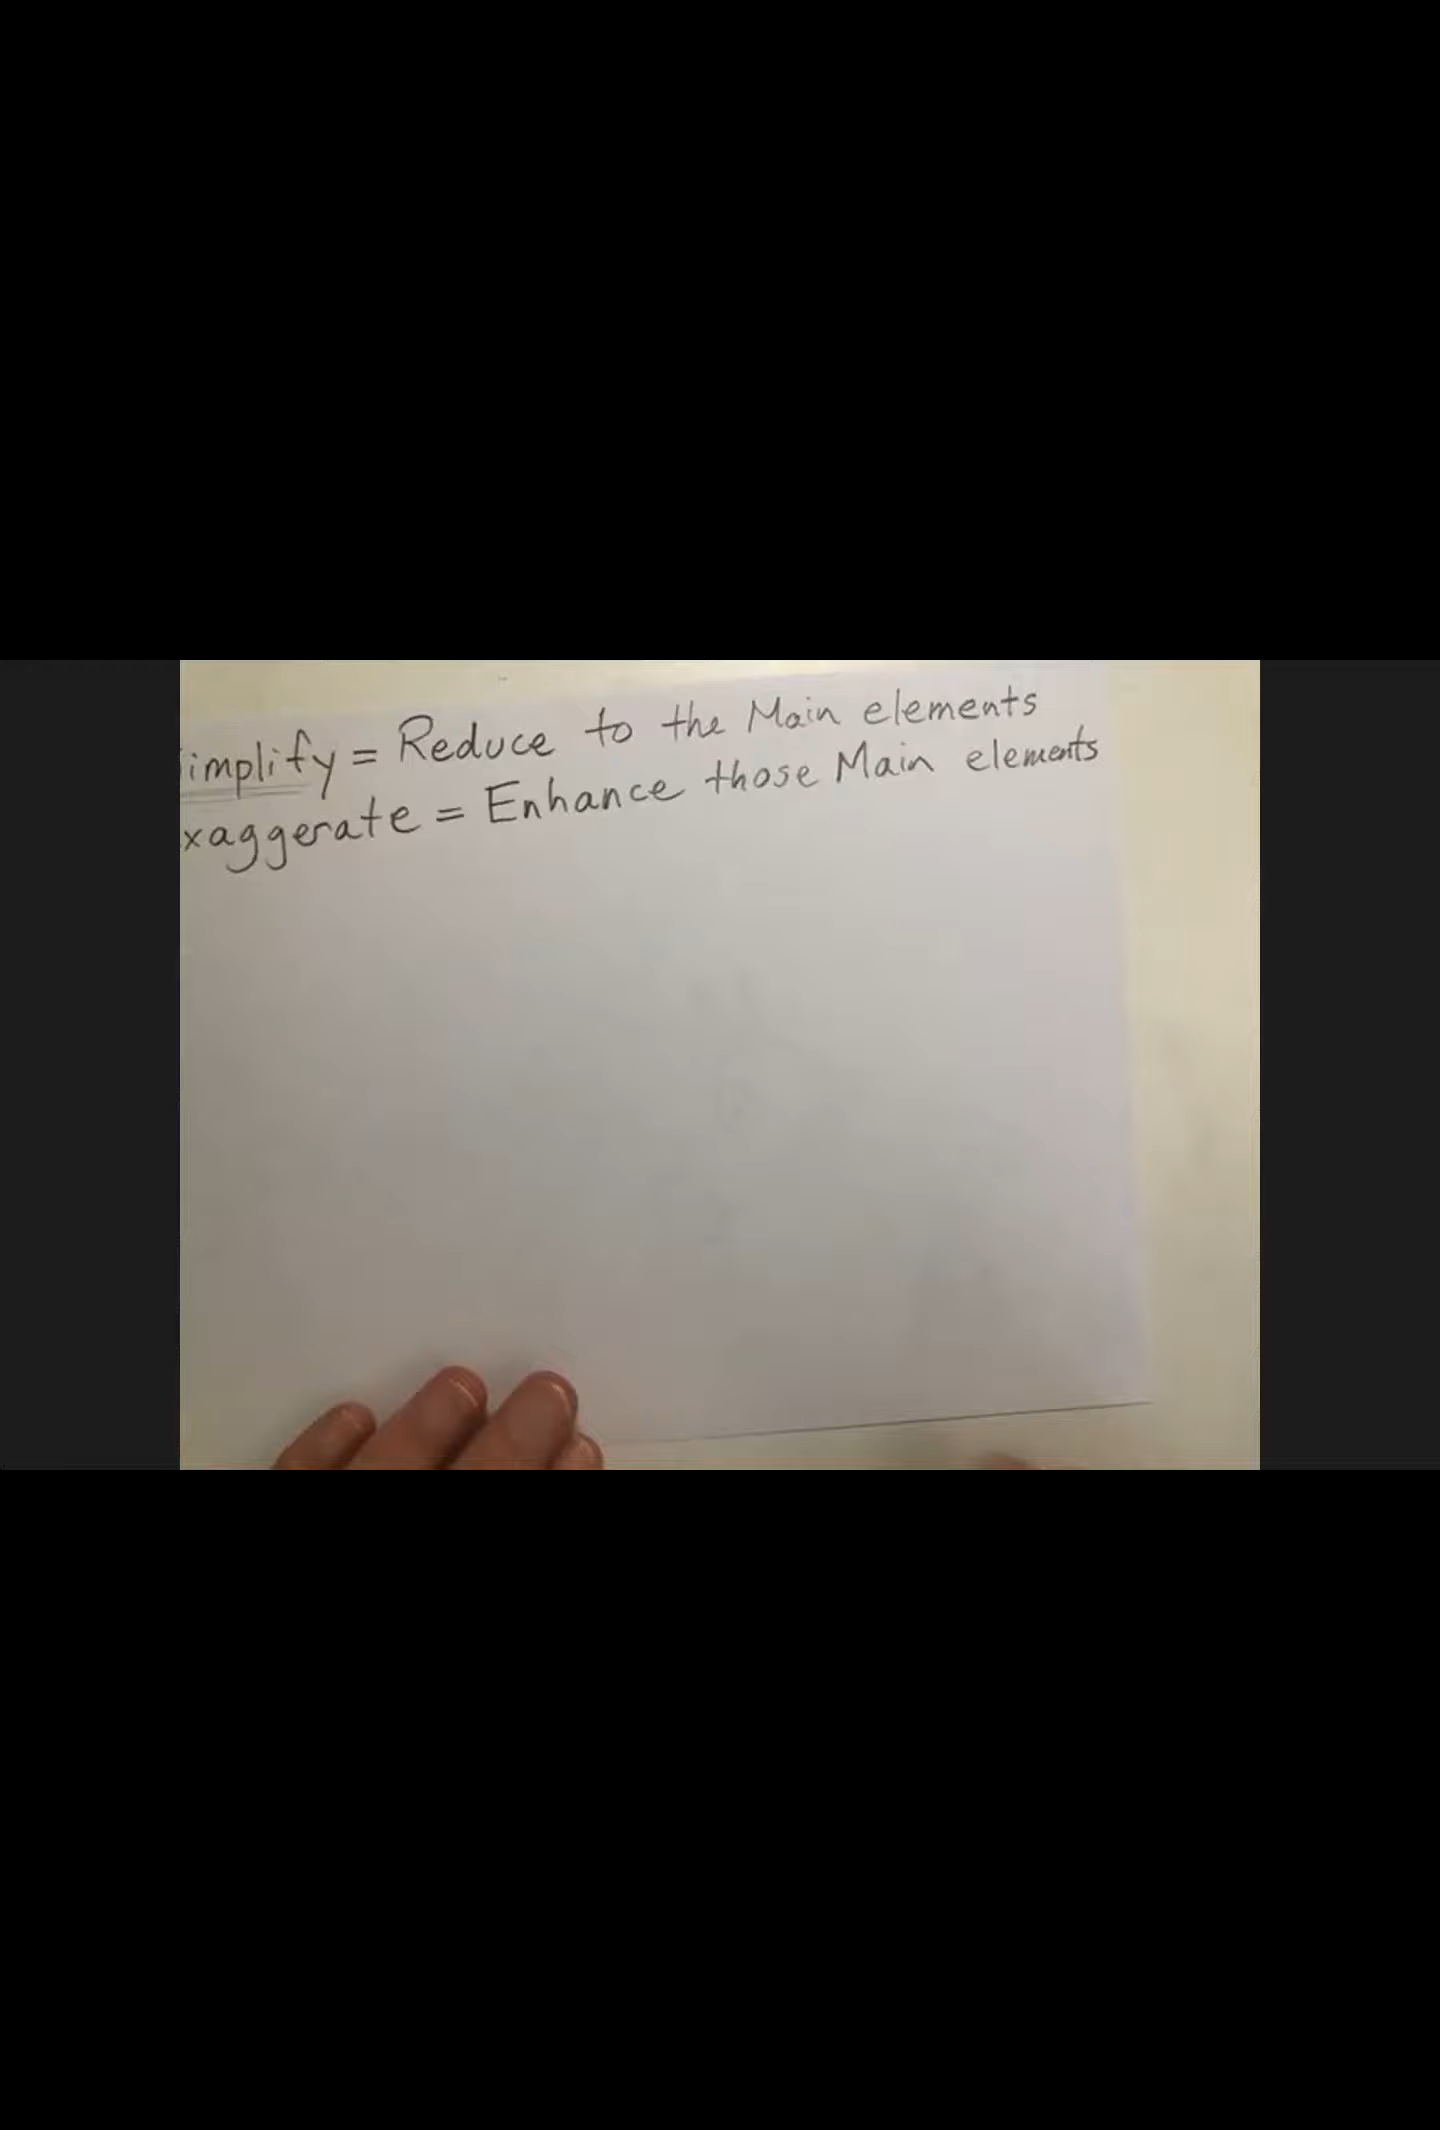 implify = Reduce to the Main elements
xaggerate = Enhance those Main elements